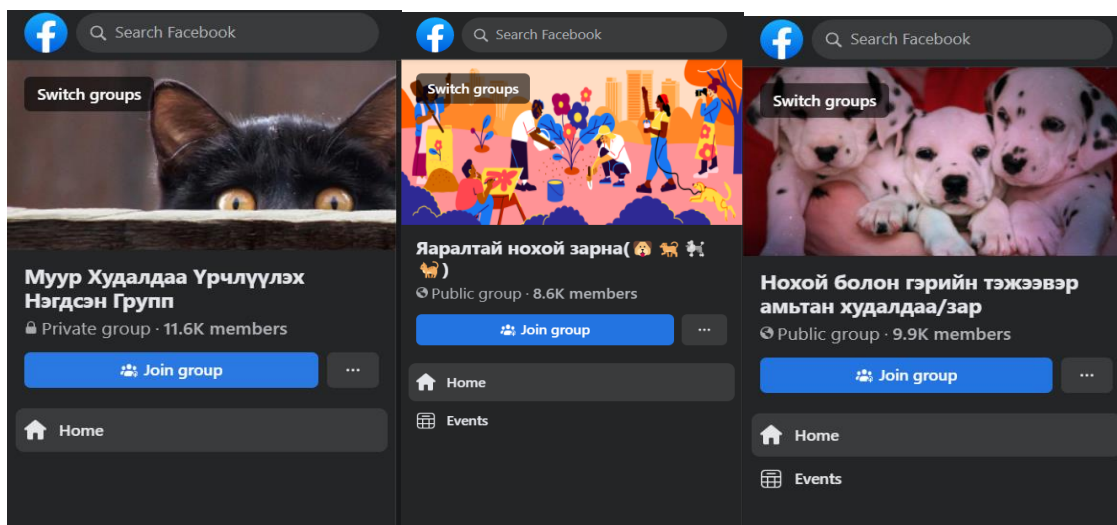 Search Facebook
Switch groups
Муур Худалдаа Үрчлүүлэх
Нэгдсэн Групп
Private group · 11.6K members
Join group
Home
Search Facebook
Switch groups
Яаралтай нохой зарна(🐶 🐕 🐩
🐈)
Public group · 8.6K members
Join group
Home
Events
Search Facebook
Switch groups
Нохой болон гэрийн тэжээвэр
амьтан худалдаа/зар
Public group · 9.9K members
Join group
Home
Events